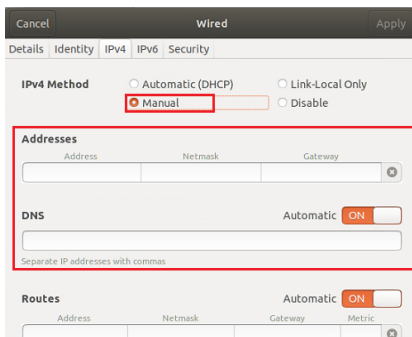 Cancel Wired Apply
Details Identity IPv4 IPv6 Security
IPv4 Method Automatic (DHCP) Link-Local Only
Manual Disable
Addresses
Address Netmask Gateway
DNS Automatic ON
Separate IP addresses with commas
Routes Automatic ON
Address Netmask Gateway Metric